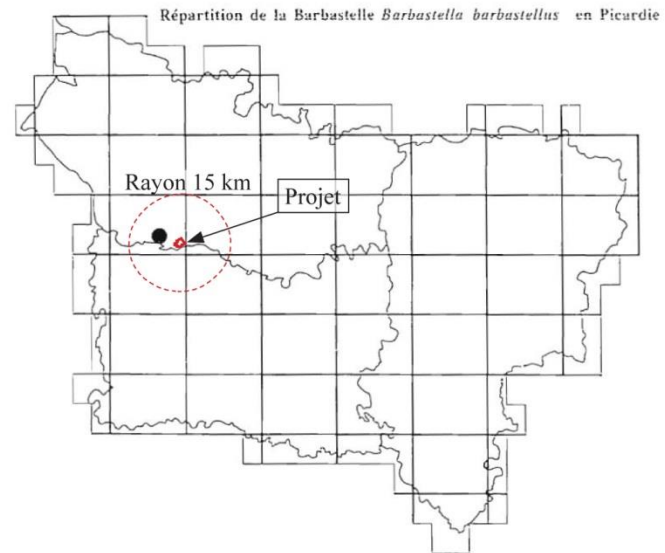 Répartition de la Barbastelle Barbastella barbastellus en Picardie
Rayon 15 km
Projet